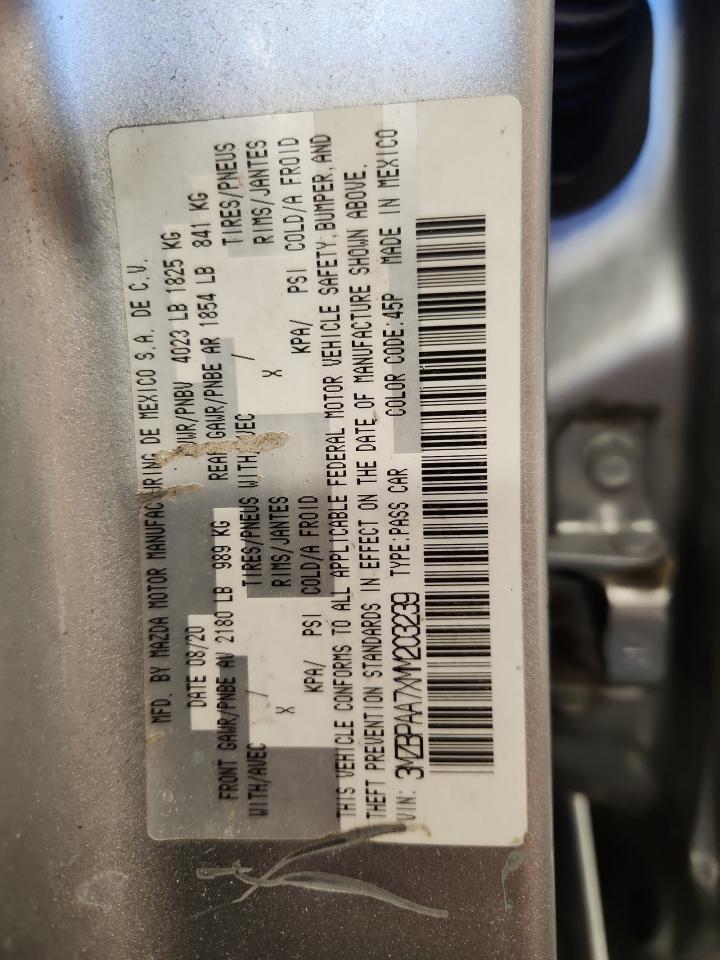 MFD. BY MAZDA MOTOR MANUFACTURING DE MEXICO S.A. DE C.V.
DATE 08/20 GVWR/PNBV 4023 LB 1825 KG
FRONT GAWR/PNBE AV 2180 LB 989 KG REAR GAWR/PNBE AR 1854 LB 841 KG
WITH/AVEC / TIRES/PNEUS WITH/AVEC / TIRES/PNEUS
X RIMS/JANTES X RIMS/JANTES
KPA/ PSI COLD/A FROID KPA/ PSI COLD/A FROID
THIS VEHICLE CONFORMS TO ALL APPLICABLE FEDERAL MOTOR VEHICLE SAFETY, BUMPER, AND
THEFT PREVENTION STANDARDS IN EFFECT ON THE DATE OF MANUFACTURE SHOWN ABOVE.
VIN: 3MZBPAA7XMM203239 TYPE:PASS CAR COLOR CODE:45P MADE IN MEXICO